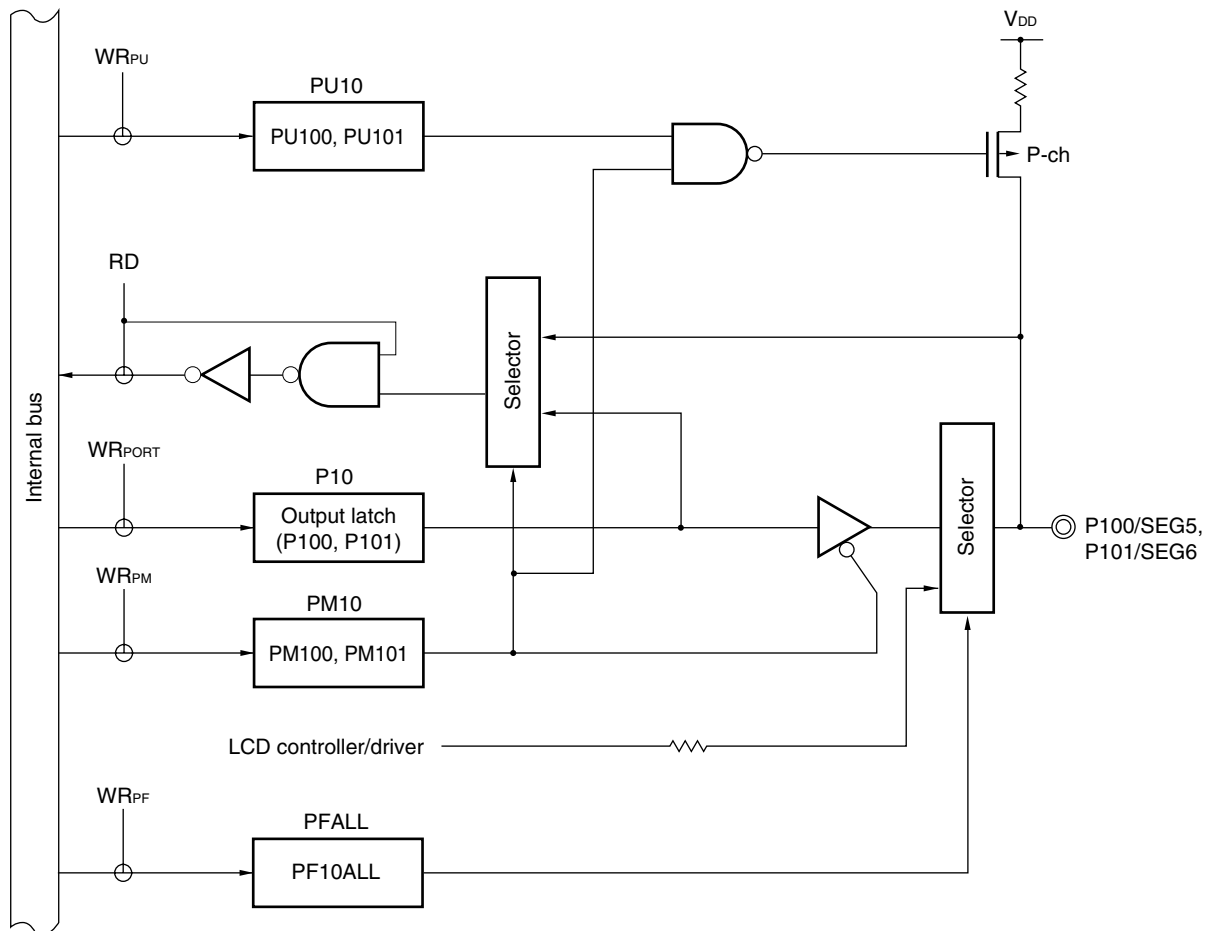 VDD
WRPU
PU10
PU100, PU101
P-ch
RD
Selector
Internal bus
WRPORT
P10
Output latch
(P100, P101)
Selector
P100/SEG5,
P101/SEG6
WRPM
PM10
PM100, PM101
LCD controller/driver
WRPF
PFALL
PF10ALL